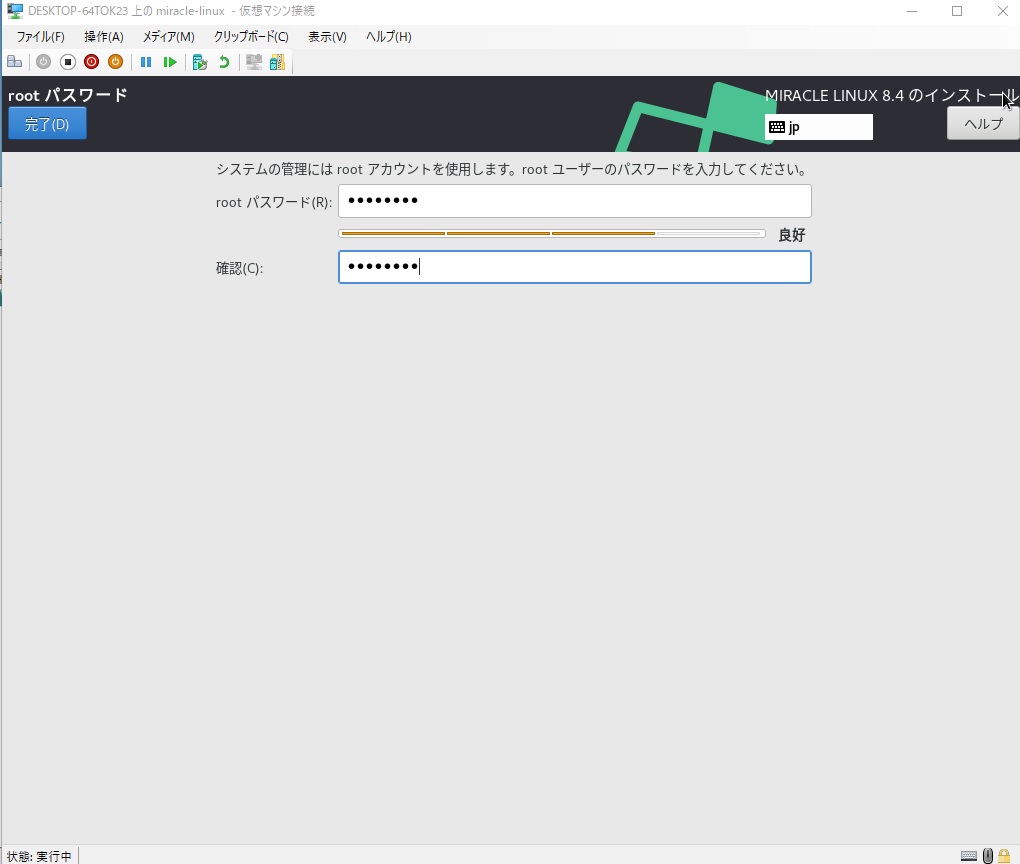 DESKTOP-64TOK23 上の miracle-linux - 仮想マシン接続
ファイル(F) 操作(A) メディア(M) クリップボード(C) 表示(V) ヘルプ(H)
root パスワード
MIRACLE LINUX 8.4 のインストール
完了(D)
jp
ヘルプ
システムの管理には root アカウントを使用します。root ユーザーのパスワードを入力してください。
root パスワード(R): ●●●●●●●●
良好
確認(C): ●●●●●●●●
状態: 実行中